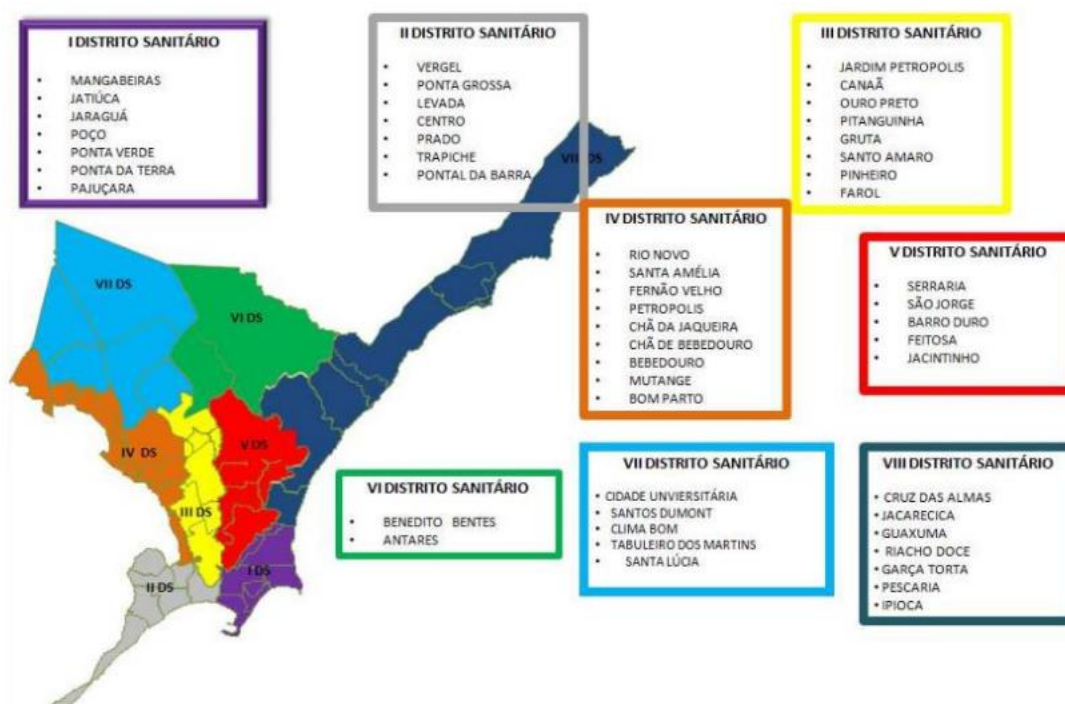 I DISTRITO SANITÁRIO
• MANGABEIRAS
• JATIÚCA
• JARAGUÁ
• POÇO
• PONTA VERDE
• PONTA DA TERRA
• PAJUÇARA
II DISTRITO SANITÁRIO
• VERGEL
• PONTA GROSSA
• LEVADA
• CENTRO
• PRADO
• TRAPICHE
• PONTAL DA BARRA
III DISTRITO SANITÁRIO
• JARDIM PETROPOLIS
• CANAÃ
• OURO PRETO
• PITANGUINHA
• GRUTA
• SANTO AMARO
• PINHEIRO
• FAROL
IV DISTRITO SANITÁRIO
• RIO NOVO
• SANTA AMÉLIA
• FERNÃO VELHO
• PETROPOLIS
• CHÃ DA JAQUEIRA
• CHÃ DE BEBEDOURO
• BEBEDOURO
• MUTANGE
• BOM PARTO
V DISTRITO SANITÁRIO
• SERRARIA
• SÃO JORGE
• BARRO DURO
• FEITOSA
• JACINTINHO
VI DISTRITO SANITÁRIO
• BENEDITO BENTES
• ANTARES
VII DISTRITO SANITÁRIO
• CIDADE UNVIERSITÁRIA
• SANTOS DUMONT
• CLIMA BOM
• TABULEIRO DOS MARTINS
• SANTA LÚCIA
VIII DISTRITO SANITÁRIO
• CRUZ DAS ALMAS
• JACARECICA
• GUAXUMA
• RIACHO DOCE
• GARÇA TORTA
• PESCARIA
• IPIOCA
VII DS
VII DS
VI DS
V DS
IV DS
III DS
I DS
II DS